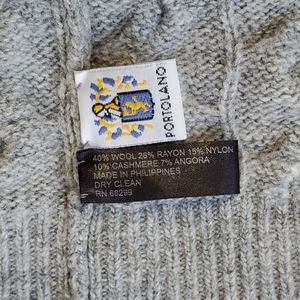 PORTOLANO
40% WOOL 28% RAYON 15% NYLON
10% CASHMERE 7% ANGORA
MADE IN PHILIPPINES
DRY CLEAN
RN 68299